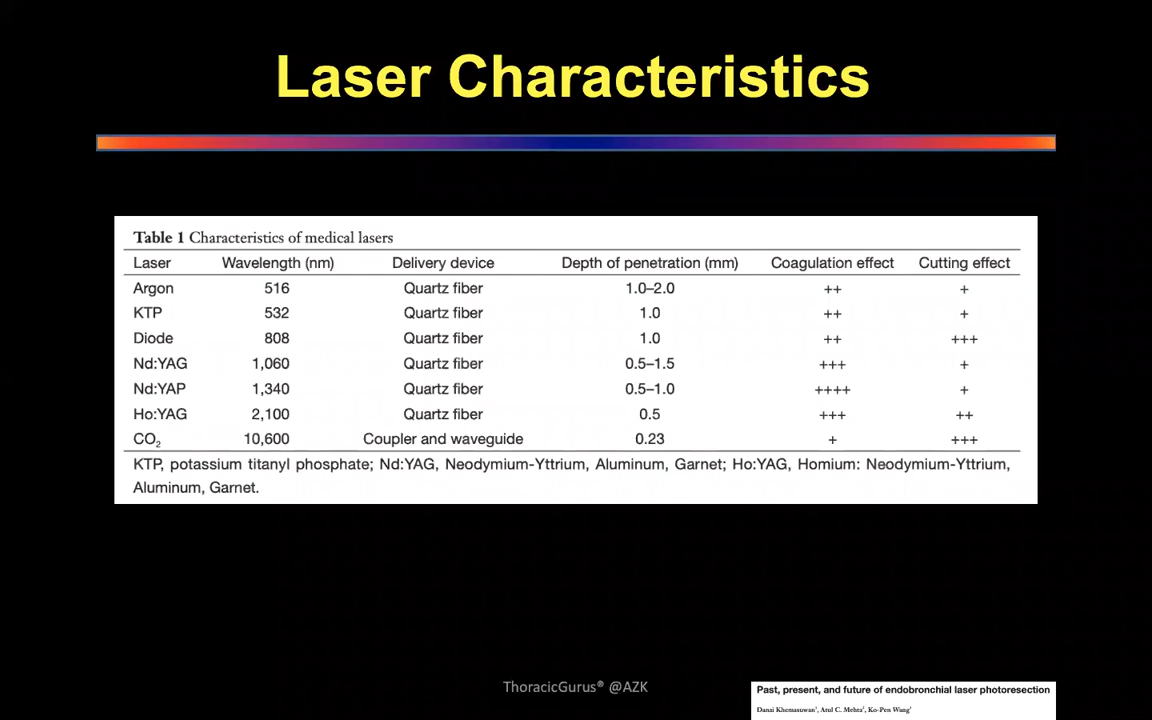 Laser Characteristics
Table 1 Characteristics of medical lasers
Laser Wavelength (nm) Delivery device Depth of penetration (mm) Coagulation effect Cutting effect
Argon 516 Quartz fiber 1.0–2.0 ++ +
KTP 532 Quartz fiber 1.0 ++ +
Diode 808 Quartz fiber 1.0 ++ +++
Nd:YAG 1,060 Quartz fiber 0.5–1.5 +++ +
Nd:YAP 1,340 Quartz fiber 0.5–1.0 ++++ +
Ho:YAG 2,100 Quartz fiber 0.5 +++ ++
CO₂ 10,600 Coupler and waveguide 0.23 + +++
KTP, potassium titanyl phosphate; Nd:YAG, Neodymium-Yttrium, Aluminum, Garnet; Ho:YAG, Homium: Neodymium-Yttrium,
Aluminum, Garnet.
ThoracicGurus® @AZK
Past, present, and future of endobronchial laser photoresection
Danai Khemasuwan¹, Atul C. Mehta², Ko-Pen Wang³